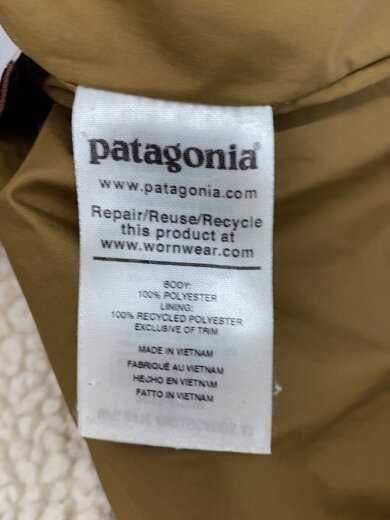 patagonia®
www.patagonia.com
Repair/Reuse/Recycle
this product at
www.wornwear.com
BODY:
100% POLYESTER
LINING:
100% RECYCLED POLYESTER
EXCLUSIVE OF TRIM
MADE IN VIETNAM
FABRIQUÉ AU VIETNAM
HECHO EN VIETNAM
FATTO IN VIETNAM